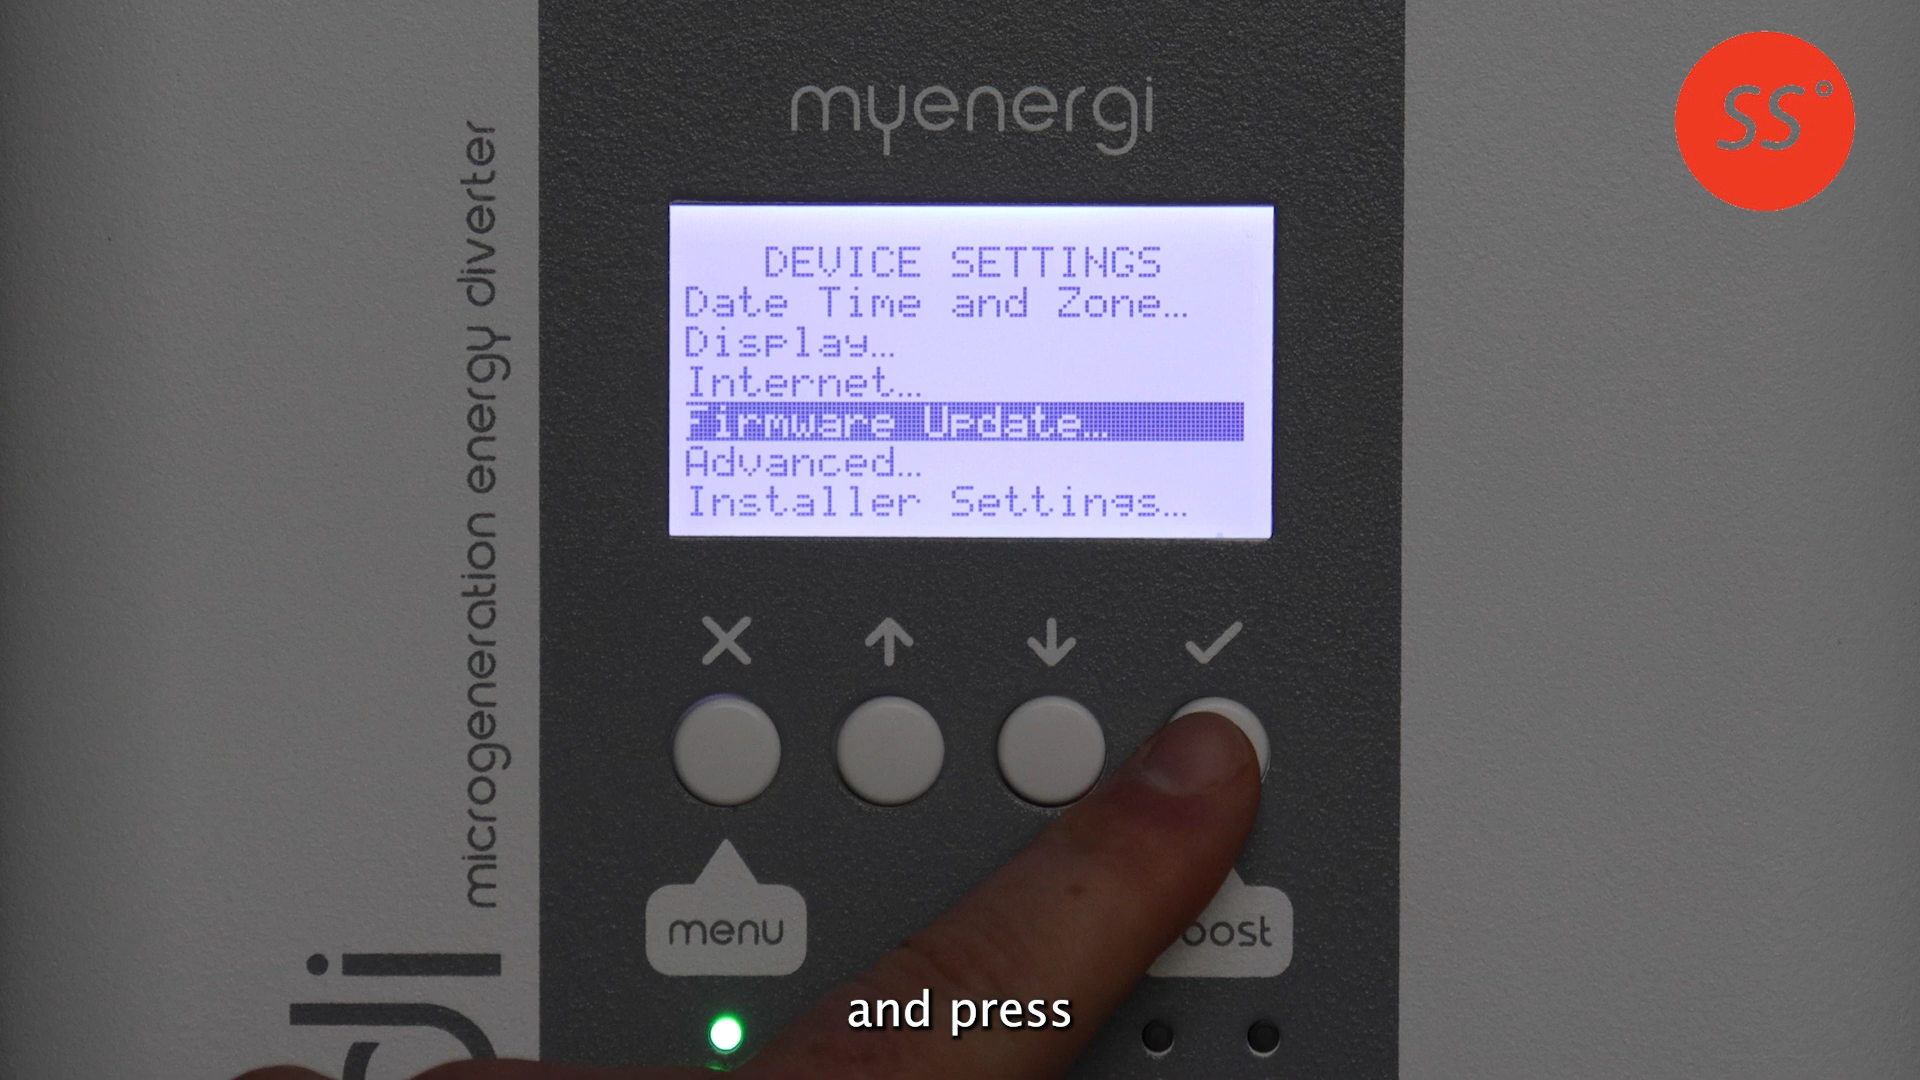 myenergi
SS°
microgeneration energy diverter
DEVICE SETTINGS
Date Time and Zone...
Display...
Internet...
Firmware Update...
Advanced...
Installer Settings...
menu
and press